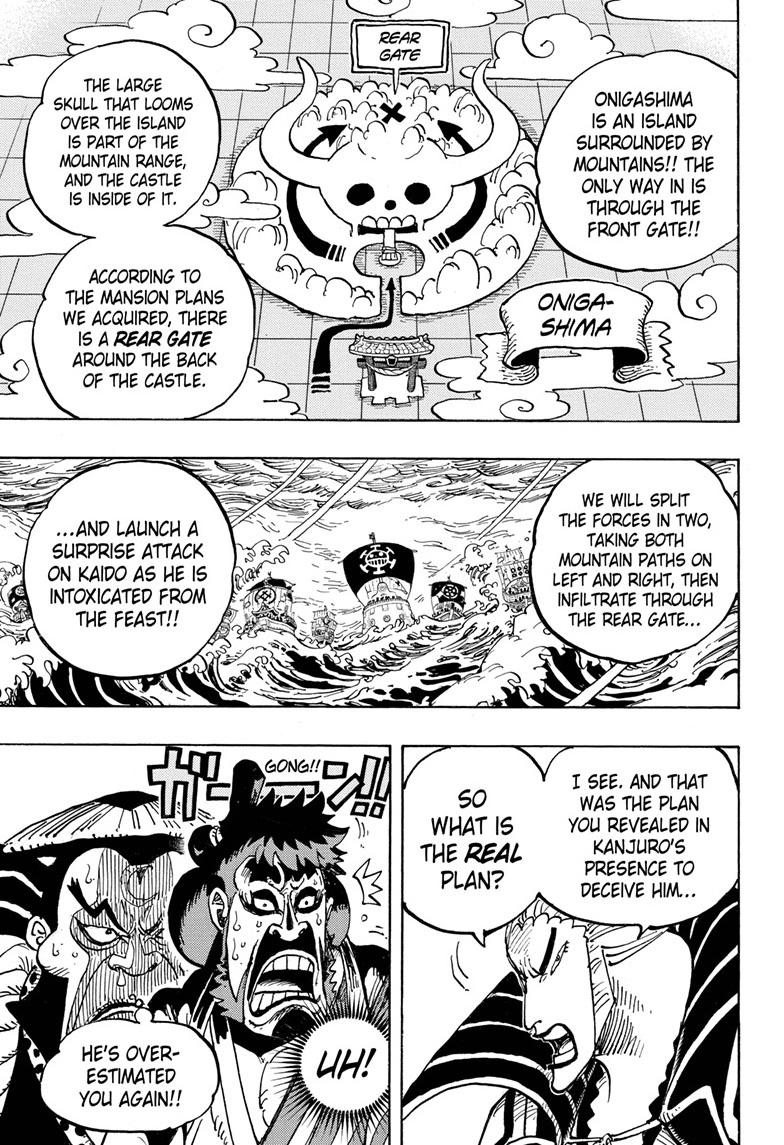 REAR
GATE
ONIGASHIMA
IS AN ISLAND
SURROUNDED BY
MOUNTAINS!! THE
ONLY WAY IN IS
THROUGH THE
FRONT GATE!!
THE LARGE
SKULL THAT LOOMS
OVER THE ISLAND
IS PART OF THE
MOUNTAIN RANGE,
AND THE CASTLE
IS INSIDE OF IT.
ACCORDING TO
THE MANSION PLANS
WE ACQUIRED, THERE
IS A REAR GATE
AROUND THE BACK
OF THE CASTLE.
ONIGA-
SHIMA
WE WILL SPLIT
THE FORCES IN TWO,
TAKING BOTH
MOUNTAIN PATHS ON
LEFT AND RIGHT, THEN
INFILTRATE THROUGH
THE REAR GATE...
...AND LAUNCH A
SURPRISE ATTACK
ON KAIDO AS HE IS
INTOXICATED FROM
THE FEAST!!
I SEE. AND THAT
WAS THE PLAN
YOU REVEALED IN
KANJURO'S
PRESENCE TO
DECEIVE HIM...
SO
WHAT IS
THE REAL
PLAN?
ガーン!!
GONG!!
UH!
HE'S OVER-
ESTIMATED
YOU AGAIN!!